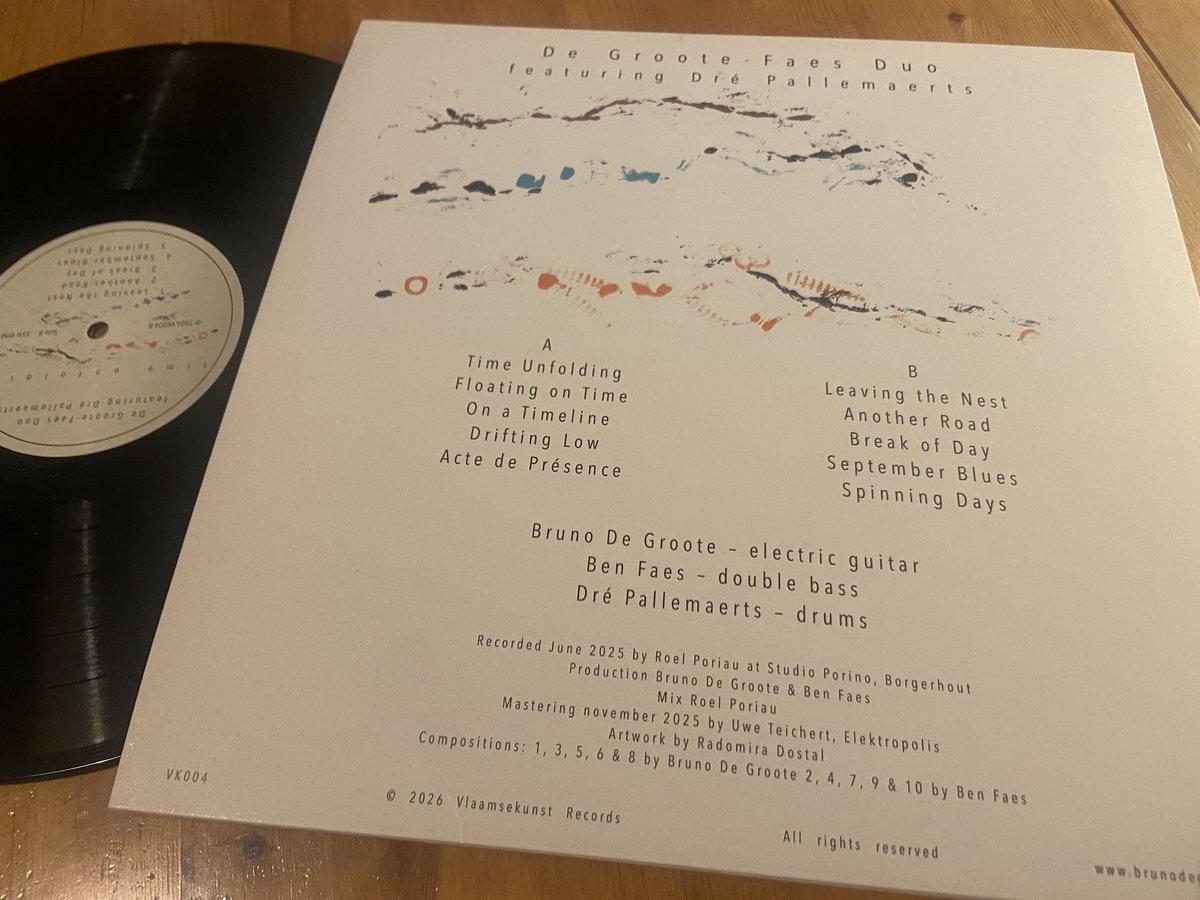 De Groote-Faes Duo
featuring Dré Pallemaerts
A
Time Unfolding
Floating on Time
On a Timeline
Drifting Low
Acte de Présence
B
Leaving the Nest
Another Road
Break of Day
September Blues
Spinning Days
Bruno De Groote – electric guitar
Ben Faes – double bass
Dré Pallemaerts – drums
Recorded June 2025 by Roel Poriau at Studio Porino, Borgerhout
Production Bruno De Groote & Ben Faes
Mix Roel Poriau
Mastering november 2025 by Uwe Teichert, Elektropolis
Artwork by Radomira Dostal
Compositions: 1, 3, 5, 6 & 8 by Bruno De Groote 2, 4, 7, 9 & 10 by Ben Faes
VK004
© 2026 Vlaamsekunst Records
All rights reserved
De Groote-Faes Duo
featuring Dré Pallemaerts
1. Leaving the Nest
2. Another Road
3. Break of Day
4. September Blues
5. Spinning Days